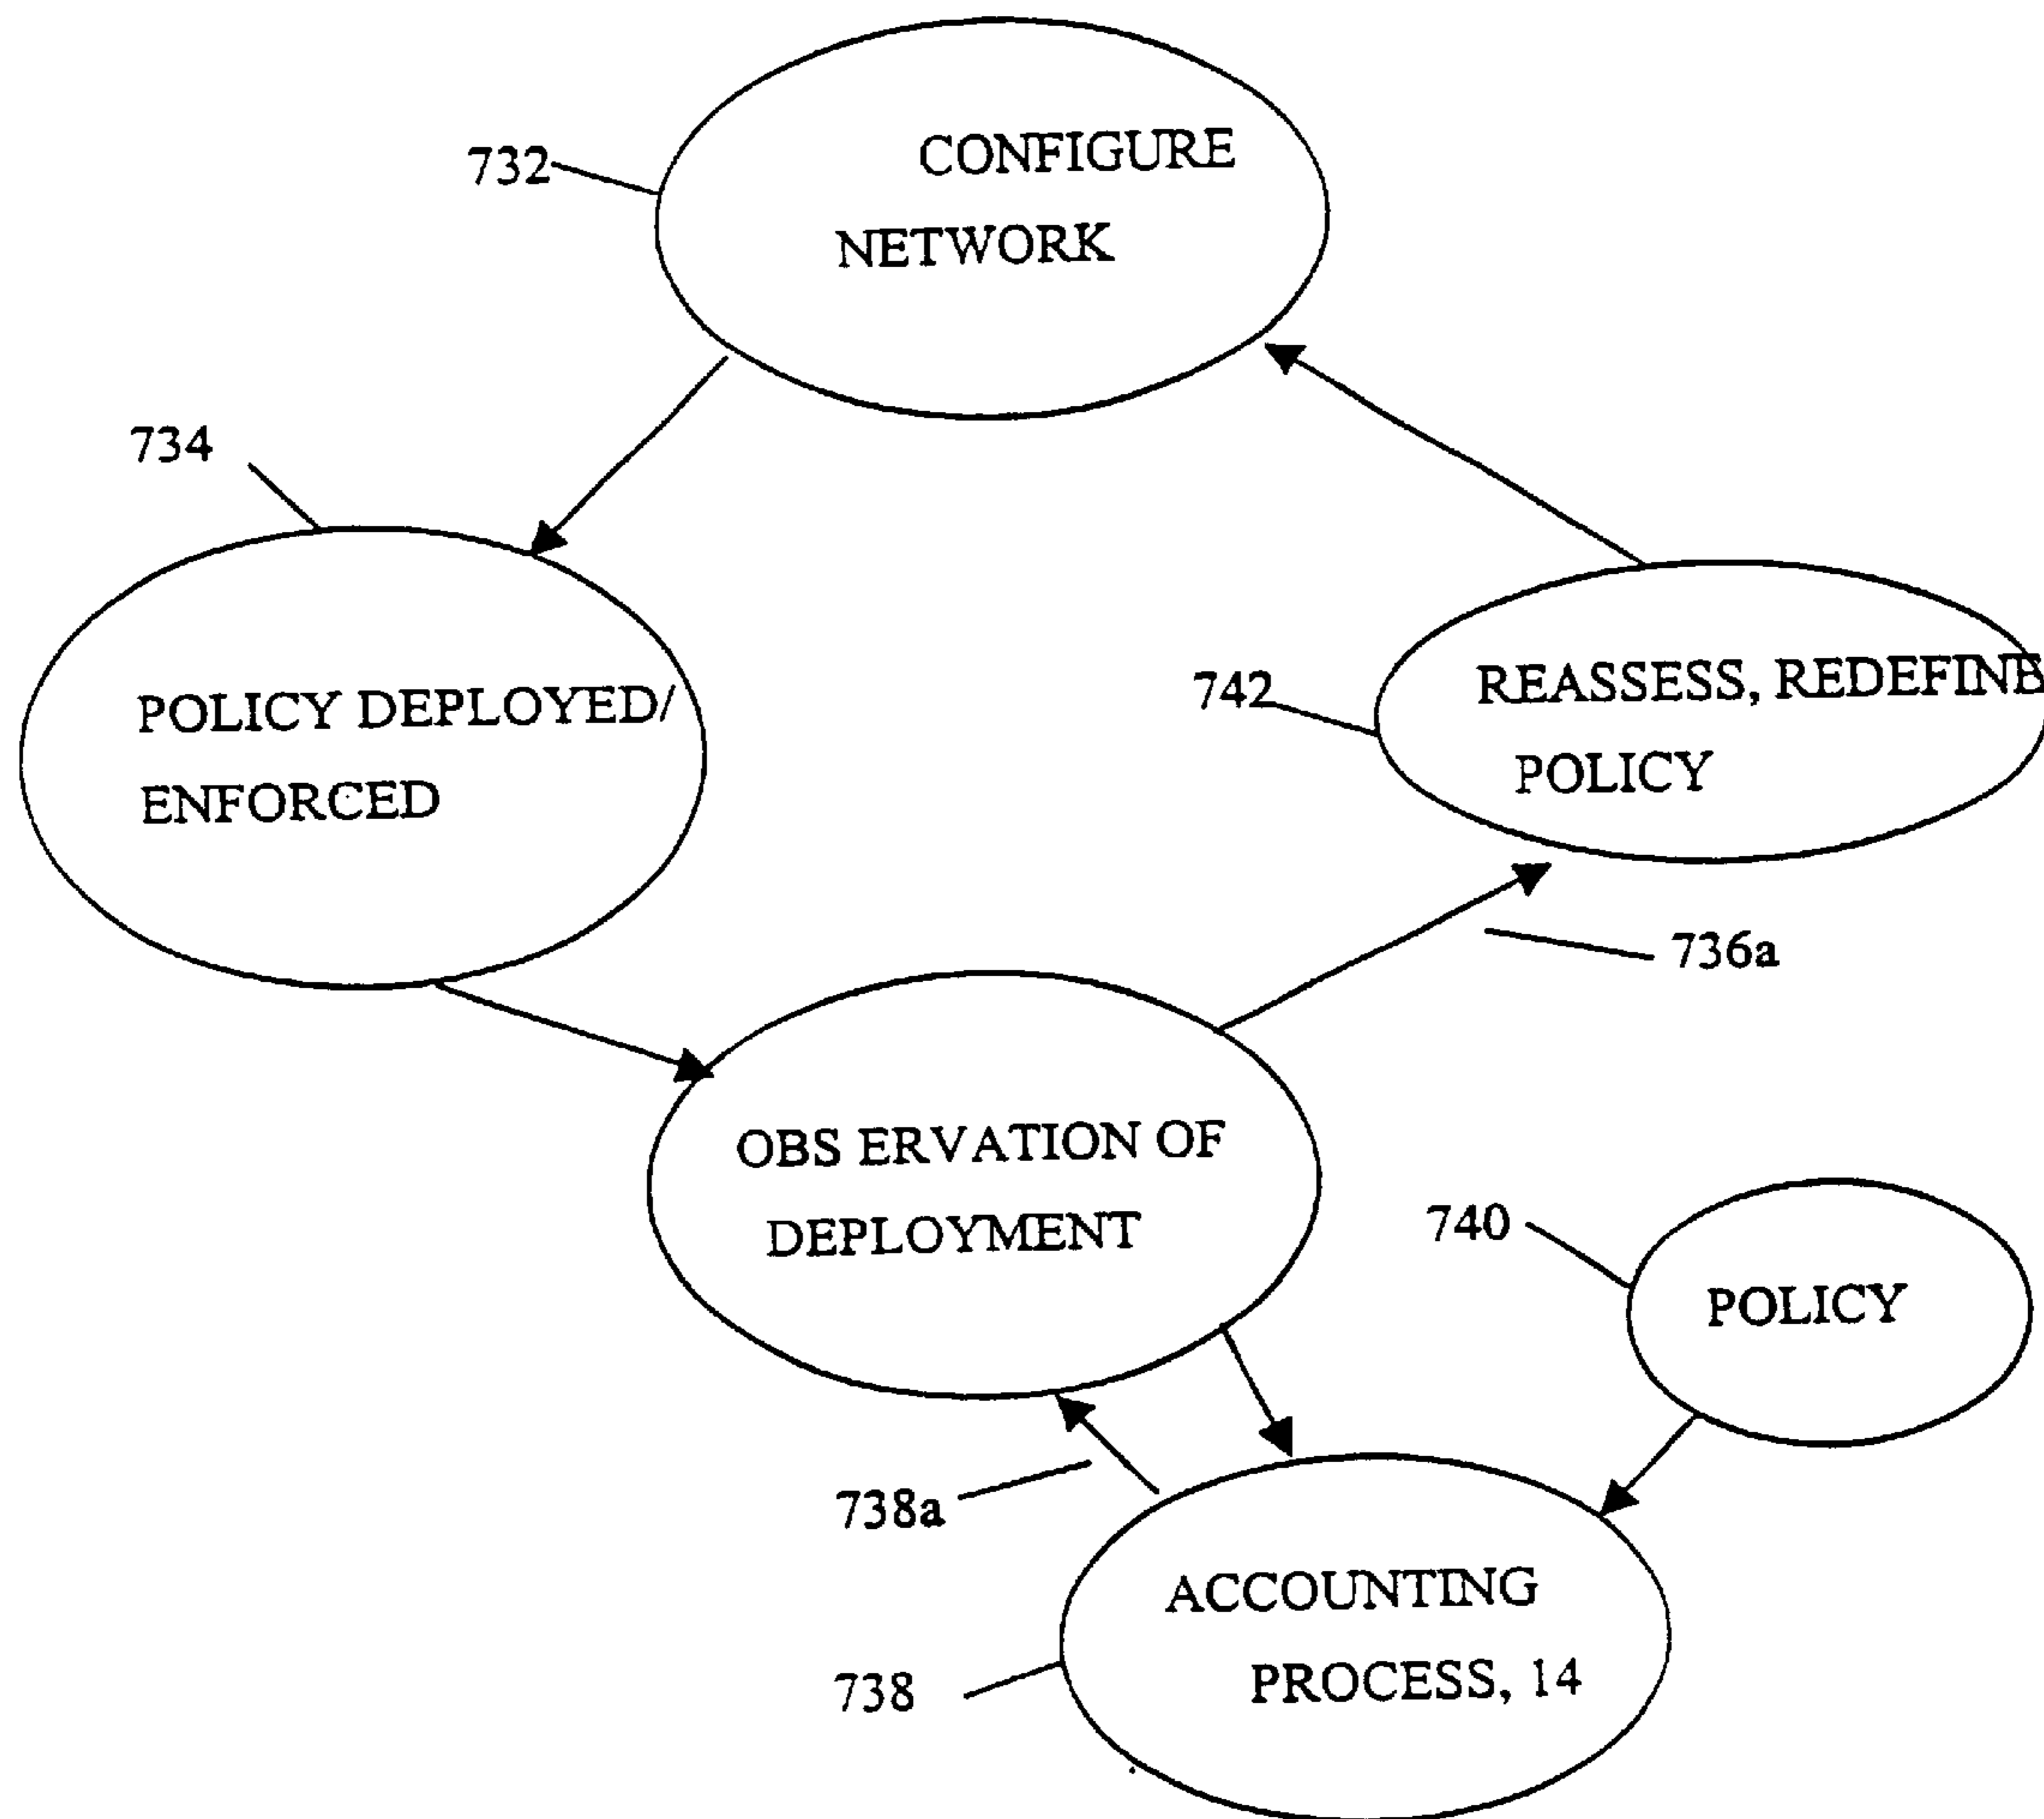 CONFIGURE
732
NETWORK
734
POLICY DEPLOYED/
ENFORCED
742
REASSESS, REDEFINE
POLICY
736a
OBS ERVATION OF
DEPLOYMENT
740
POLICY
738a
ACCOUNTING
PROCESS, 14
738